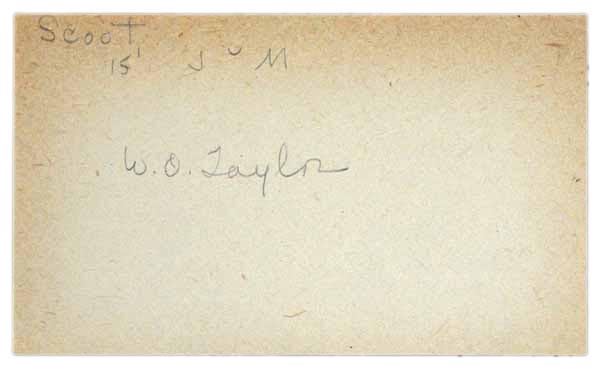 Scoot
15' J M
W. O. Taylor